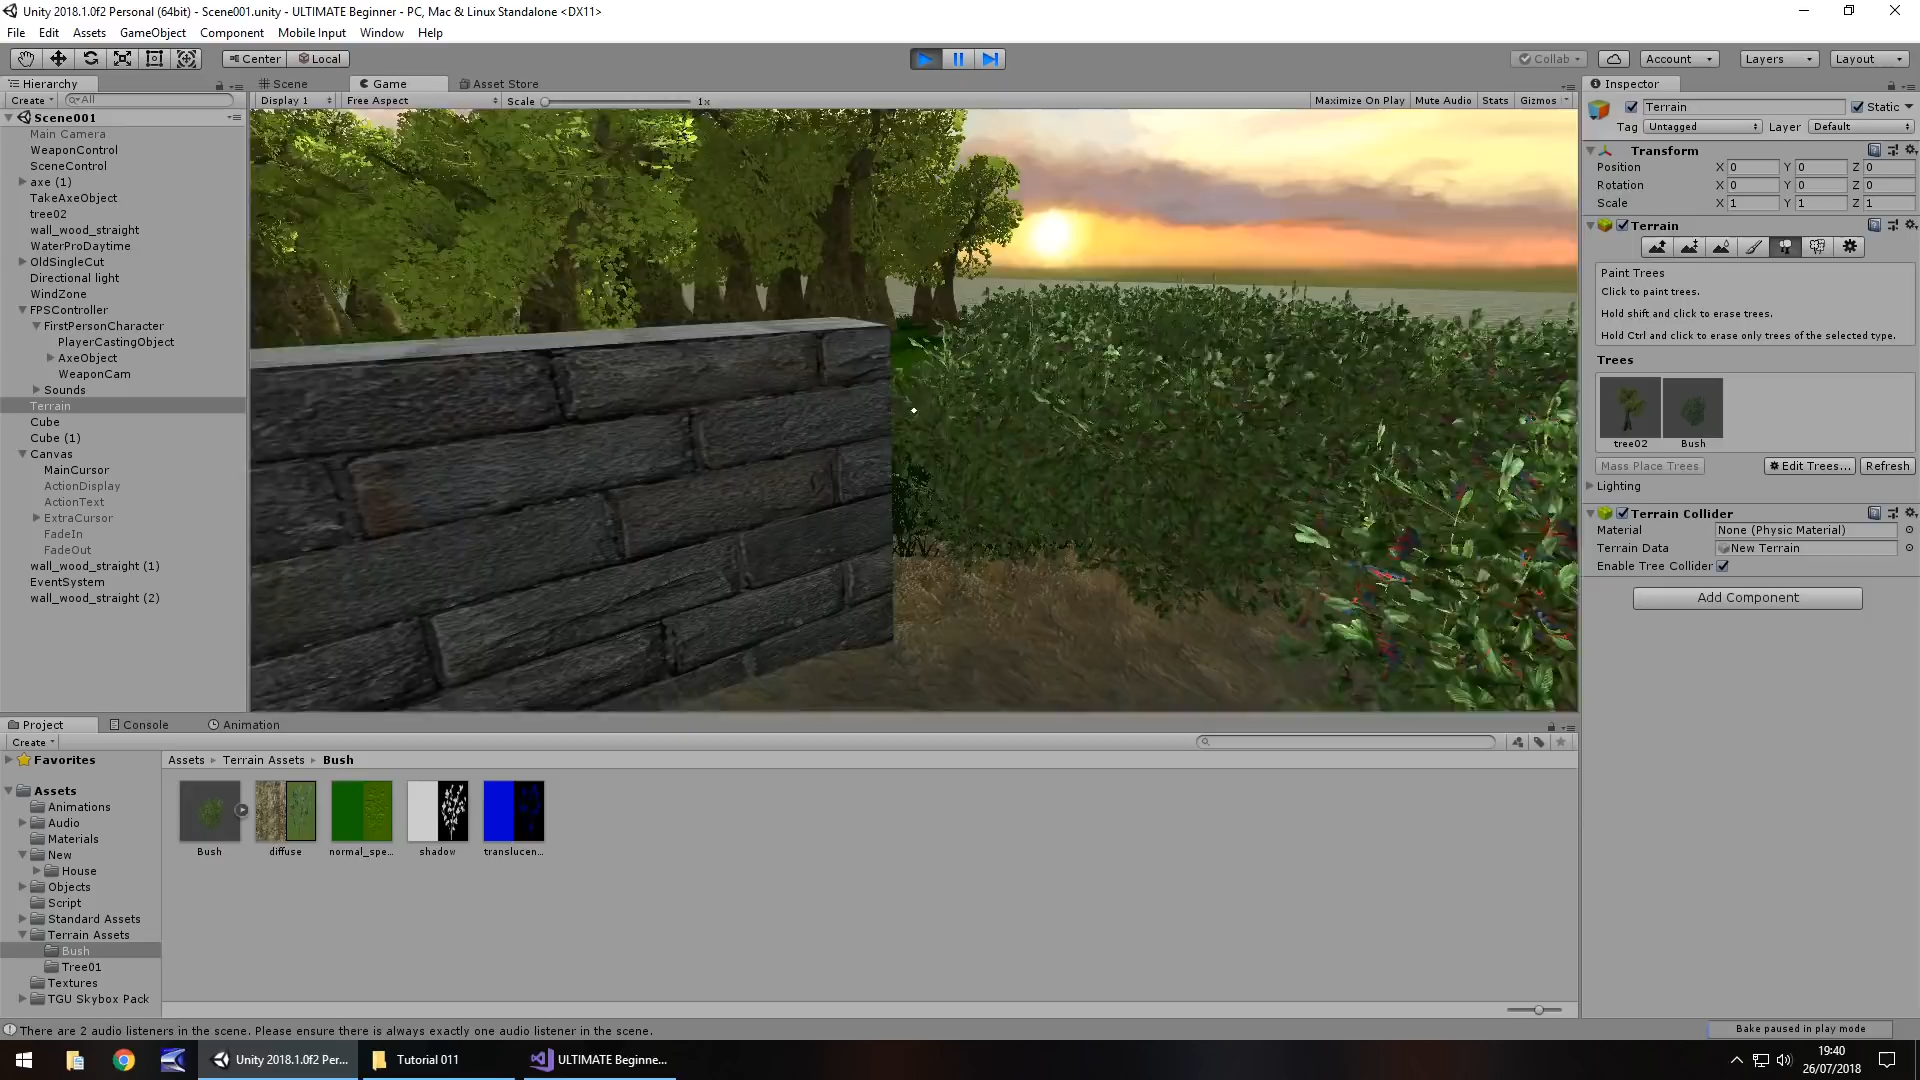 Unity 2018.1.0f2 Personal (64bit) - Scene001.unity - ULTIMATE Beginner - PC, Mac & Linux Standalone <DX11>
File Edit Assets GameObject Component Mobile Input Window Help
Center Local Collab Account Layers Layout
Hierarchy Scene Game Asset Store Inspector
Create All Display 1 Free Aspect Scale 1x Maximize On Play Mute Audio Stats Gizmos
Scene001
Main Camera
WeaponControl
SceneControl
axe (1)
TakeAxeObject
tree02
wall_wood_straight
WaterProDaytime
OldSingleCut
Directional light
WindZone
FPSController
FirstPersonCharacter
PlayerCastingObject
AxeObject
WeaponCam
Sounds
Terrain
Cube
Cube (1)
Canvas
MainCursor
ActionDisplay
ActionText
ExtraCursor
FadeIn
FadeOut
wall_wood_straight (1)
EventSystem
wall_wood_straight (2)
Terrain Static
Tag Untagged Layer Default
Transform
Position X 0 Y 0 Z 0
Rotation X 0 Y 0 Z 0
Scale X 1 Y 1 Z 1
Terrain
Paint Trees
Click to paint trees.
Hold shift and click to erase trees.
Hold Ctrl and click to erase only trees of the selected type.
Trees
tree02 Bush
Mass Place Trees Edit Trees... Refresh
Lighting
Terrain Collider
Material None (Physic Material)
Terrain Data New Terrain
Enable Tree Collider
Add Component
Project Console Animation
Create
Favorites
Assets
Animations
Audio
Materials
New
House
Objects
Script
Standard Assets
Terrain Assets
Bush
Tree01
Textures
TGU Skybox Pack
Assets Terrain Assets Bush
Bush diffuse normal_spe... shadow translucen...
There are 2 audio listeners in the scene. Please ensure there is always exactly one audio listener in the scene.
Bake paused in play mode
Unity 2018.1.0f2 Per... Tutorial 011 ULTIMATE Beginne...
19:40
26/07/2018